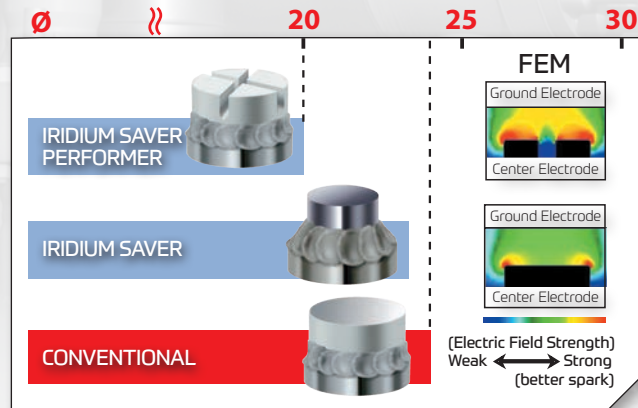 Ø 20 25 30
FEM
Ground Electrode
IRIDIUM SAVER
PERFORMER
Center Electrode
Ground Electrode
IRIDIUM SAVER
Center Electrode
(Electric Field Strength)
Weak Strong
(better spark)
CONVENTIONAL